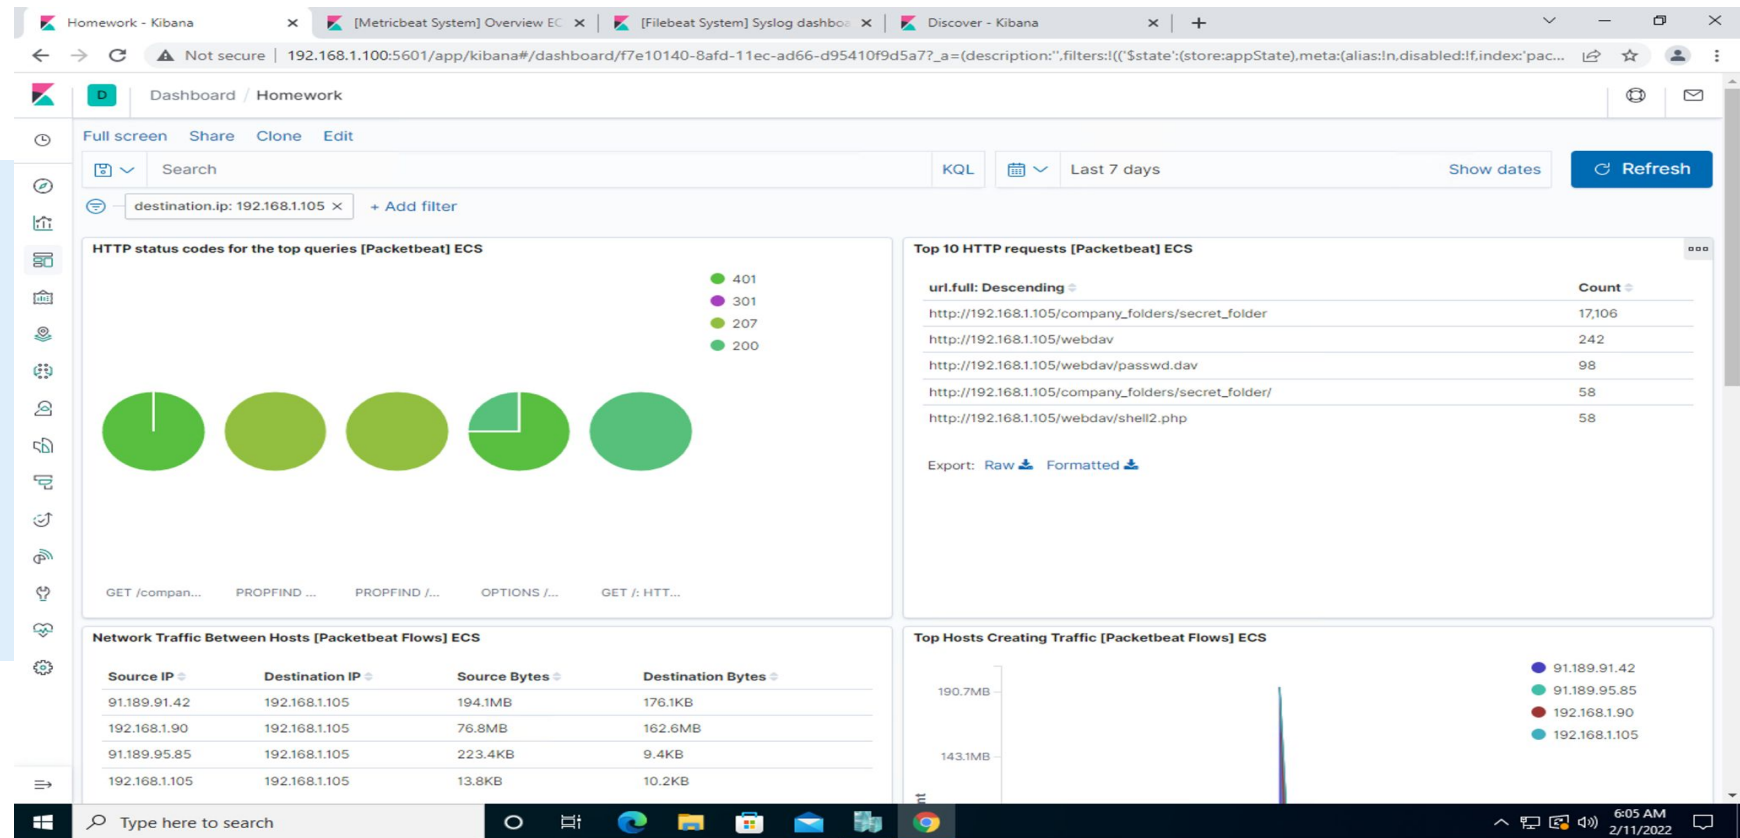 Homework - Kibana
[Metricbeat System] Overview EC
[Filebeat System] Syslog dashboa
Discover - Kibana
Not secure | 192.168.1.100:5601/app/kibana#/dashboard/f7e10140-8afd-11ec-ad66-d95410f9d5a7?_a=(description:'',filters:!(('$state':(store:appState),meta:(alias:!n,disabled:!f,index:'pac...
D Dashboard / Homework
Full screen Share Clone Edit
Search KQL Last 7 days Show dates Refresh
destination.ip: 192.168.1.105 × + Add filter
HTTP status codes for the top queries [Packetbeat] ECS
401
301
207
200
GET /compan... PROPFIND ... PROPFIND /... OPTIONS /... GET /: HTT...
Top 10 HTTP requests [Packetbeat] ECS
url.full: Descending Count
http://192.168.1.105/company_folders/secret_folder 17,106
http://192.168.1.105/webdav 242
http://192.168.1.105/webdav/passwd.dav 98
http://192.168.1.105/company_folders/secret_folder/ 58
http://192.168.1.105/webdav/shell2.php 58
Export: Raw Formatted
Network Traffic Between Hosts [Packetbeat Flows] ECS
Source IP Destination IP Source Bytes Destination Bytes
91.189.91.42 192.168.1.105 194.1MB 176.1KB
192.168.1.90 192.168.1.105 76.8MB 162.6MB
91.189.95.85 192.168.1.105 223.4KB 9.4KB
192.168.1.105 192.168.1.105 13.8KB 10.2KB
Top Hosts Creating Traffic [Packetbeat Flows] ECS
190.7MB
143.1MB
91.189.91.42
91.189.95.85
192.168.1.90
192.168.1.105
Type here to search
6:05 AM
2/11/2022